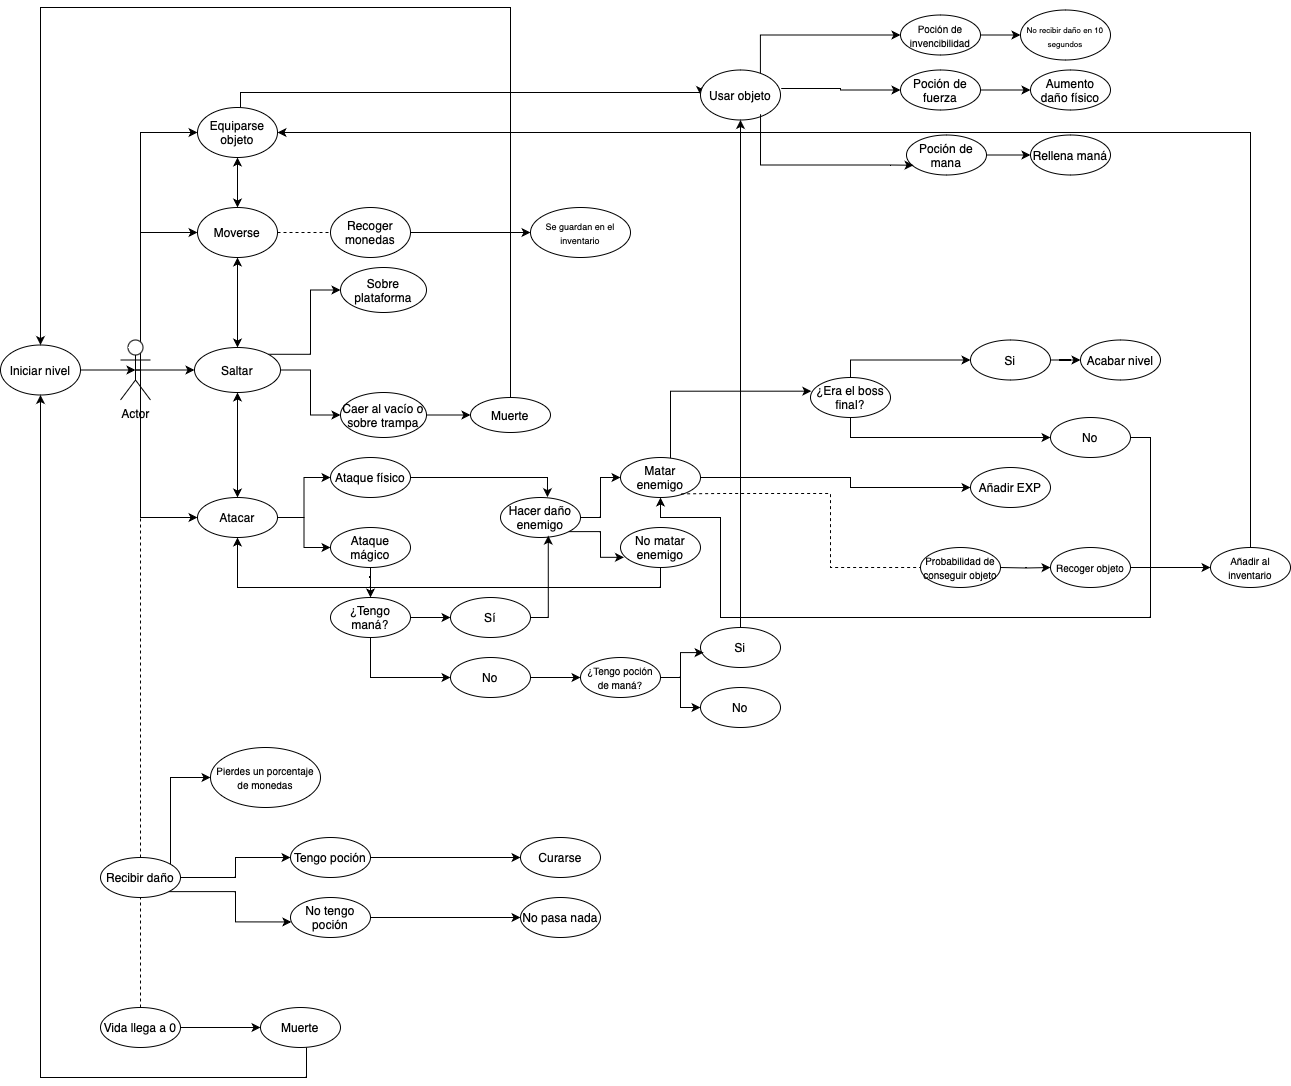 Poción de
invencibilidad
No recibir daño en 10
segundos
Usar objeto
Poción de
fuerza
Aumento
daño físico
Equiparse
objeto
Poción de
mana
Rellena maná
Moverse
Recoger
monedas
Se guardan en el
inventario
Sobre
plataforma
Iniciar nivel
Actor
Saltar
Caer al vacío o
sobre trampa
Muerte
¿Era el boss
final?
Si
Acabar nivel
No
Atacar
Ataque físico
Ataque
mágico
Hacer daño
enemigo
Matar
enemigo
No matar
enemigo
Añadir EXP
Probabilidad de
conseguir objeto
Recoger objeto
Añadir al
inventario
¿Tengo
maná?
Sí
No
¿Tengo poción
de maná?
Si
No
Pierdes un porcentaje
de monedas
Recibir daño
Tengo poción
Curarse
No tengo
poción
No pasa nada
Vida llega a 0
Muerte